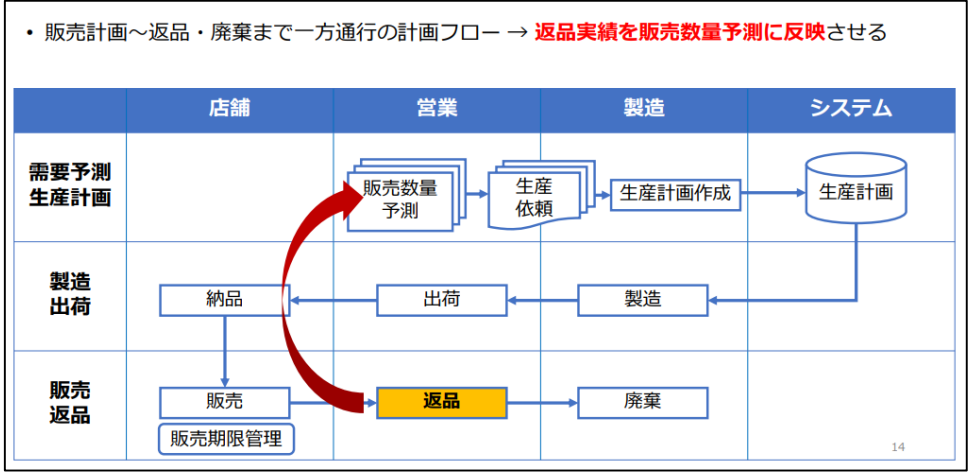 • 販売計画～返品・廃棄まで一方通行の計画フロー → 返品実績を販売数量予測に反映させる
店舗 営業 製造 システム
需要予測
生産計画
販売数量
予測
生産
依頼
生産計画作成
生産計画
製造
出荷
納品
出荷
製造
販売
返品
販売
返品
廃棄
販売期限管理
14